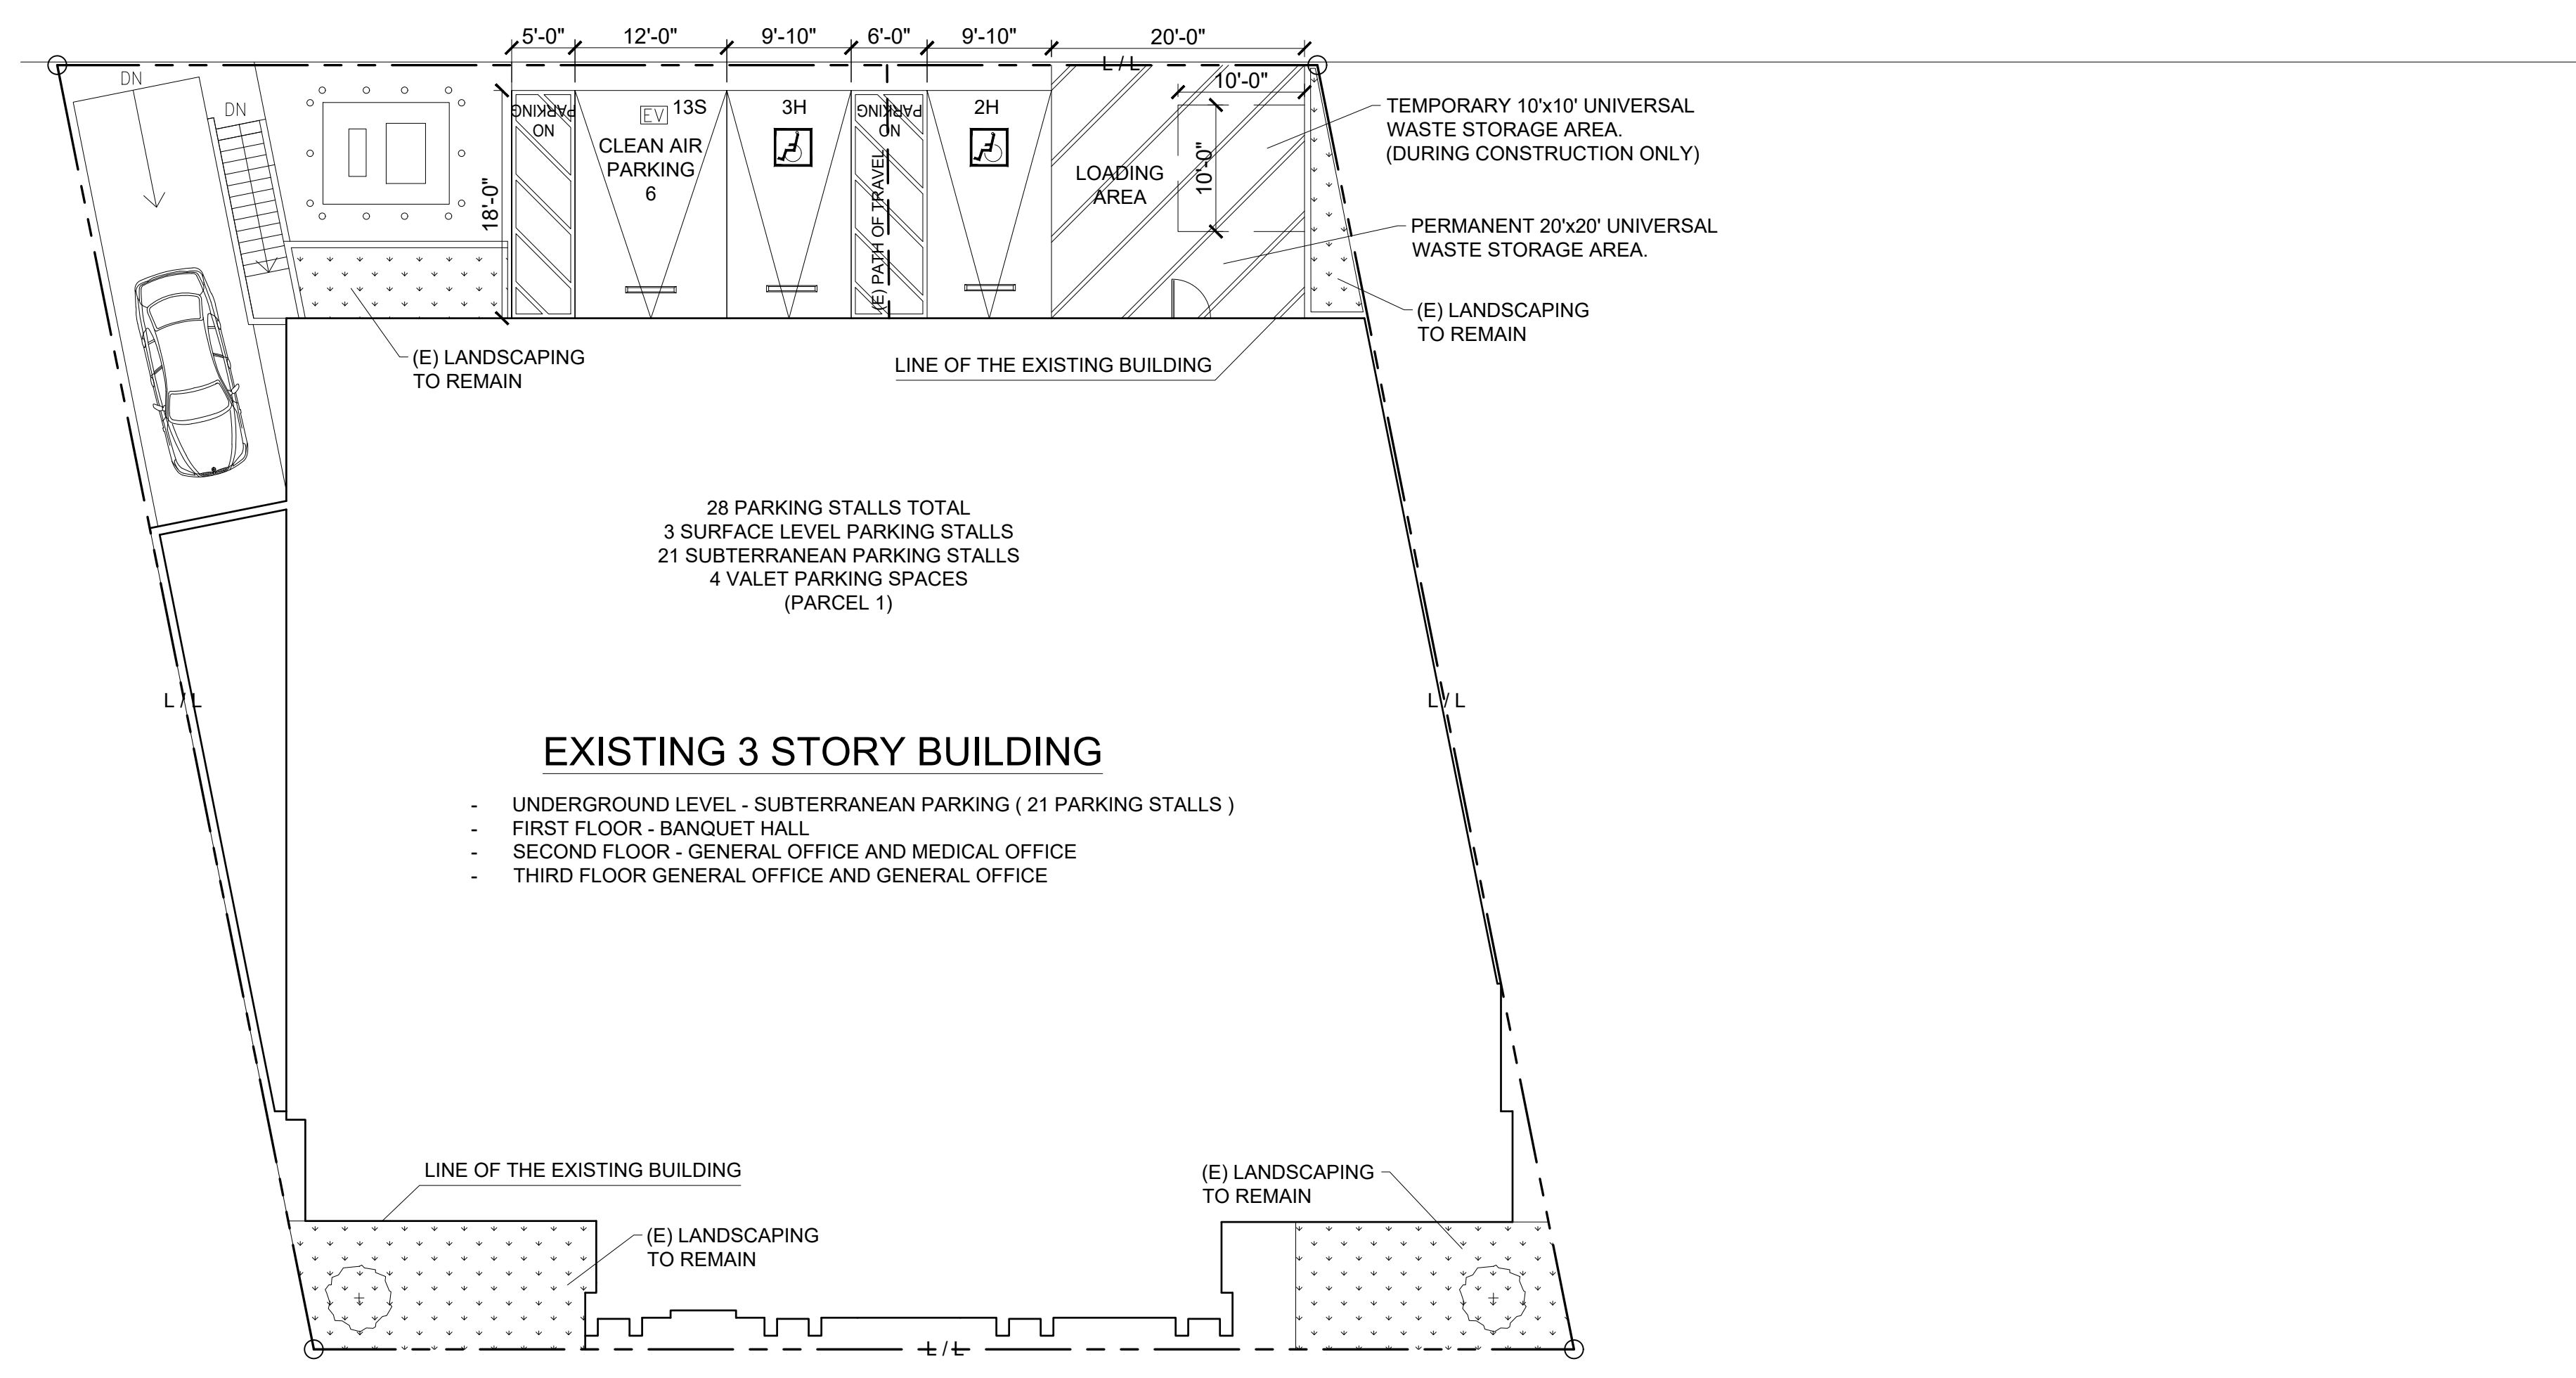 5'-0" 12'-0" 9'-10" 6'-0" 9'-10" 20'-0"
L / L
10'-0"
DN
DN
NO
PARKING
EV 13S
CLEAN AIR
PARKING
6
3H
NO
PARKING
(E) PATH OF TRAVEL
2H
LOADING
AREA
10'-0"
18'-0"
TEMPORARY 10'x10' UNIVERSAL
WASTE STORAGE AREA.
(DURING CONSTRUCTION ONLY)
PERMANENT 20'x20' UNIVERSAL
WASTE STORAGE AREA.
(E) LANDSCAPING
TO REMAIN
(E) LANDSCAPING
TO REMAIN
LINE OF THE EXISTING BUILDING
28 PARKING STALLS TOTAL
3 SURFACE LEVEL PARKING STALLS
21 SUBTERRANEAN PARKING STALLS
4 VALET PARKING SPACES
(PARCEL 1)
L / L
L / L
EXISTING 3 STORY BUILDING
- UNDERGROUND LEVEL - SUBTERRANEAN PARKING ( 21 PARKING STALLS )
- FIRST FLOOR - BANQUET HALL
- SECOND FLOOR - GENERAL OFFICE AND MEDICAL OFFICE
- THIRD FLOOR GENERAL OFFICE AND GENERAL OFFICE
LINE OF THE EXISTING BUILDING
(E) LANDSCAPING
TO REMAIN
(E) LANDSCAPING
TO REMAIN
L / L